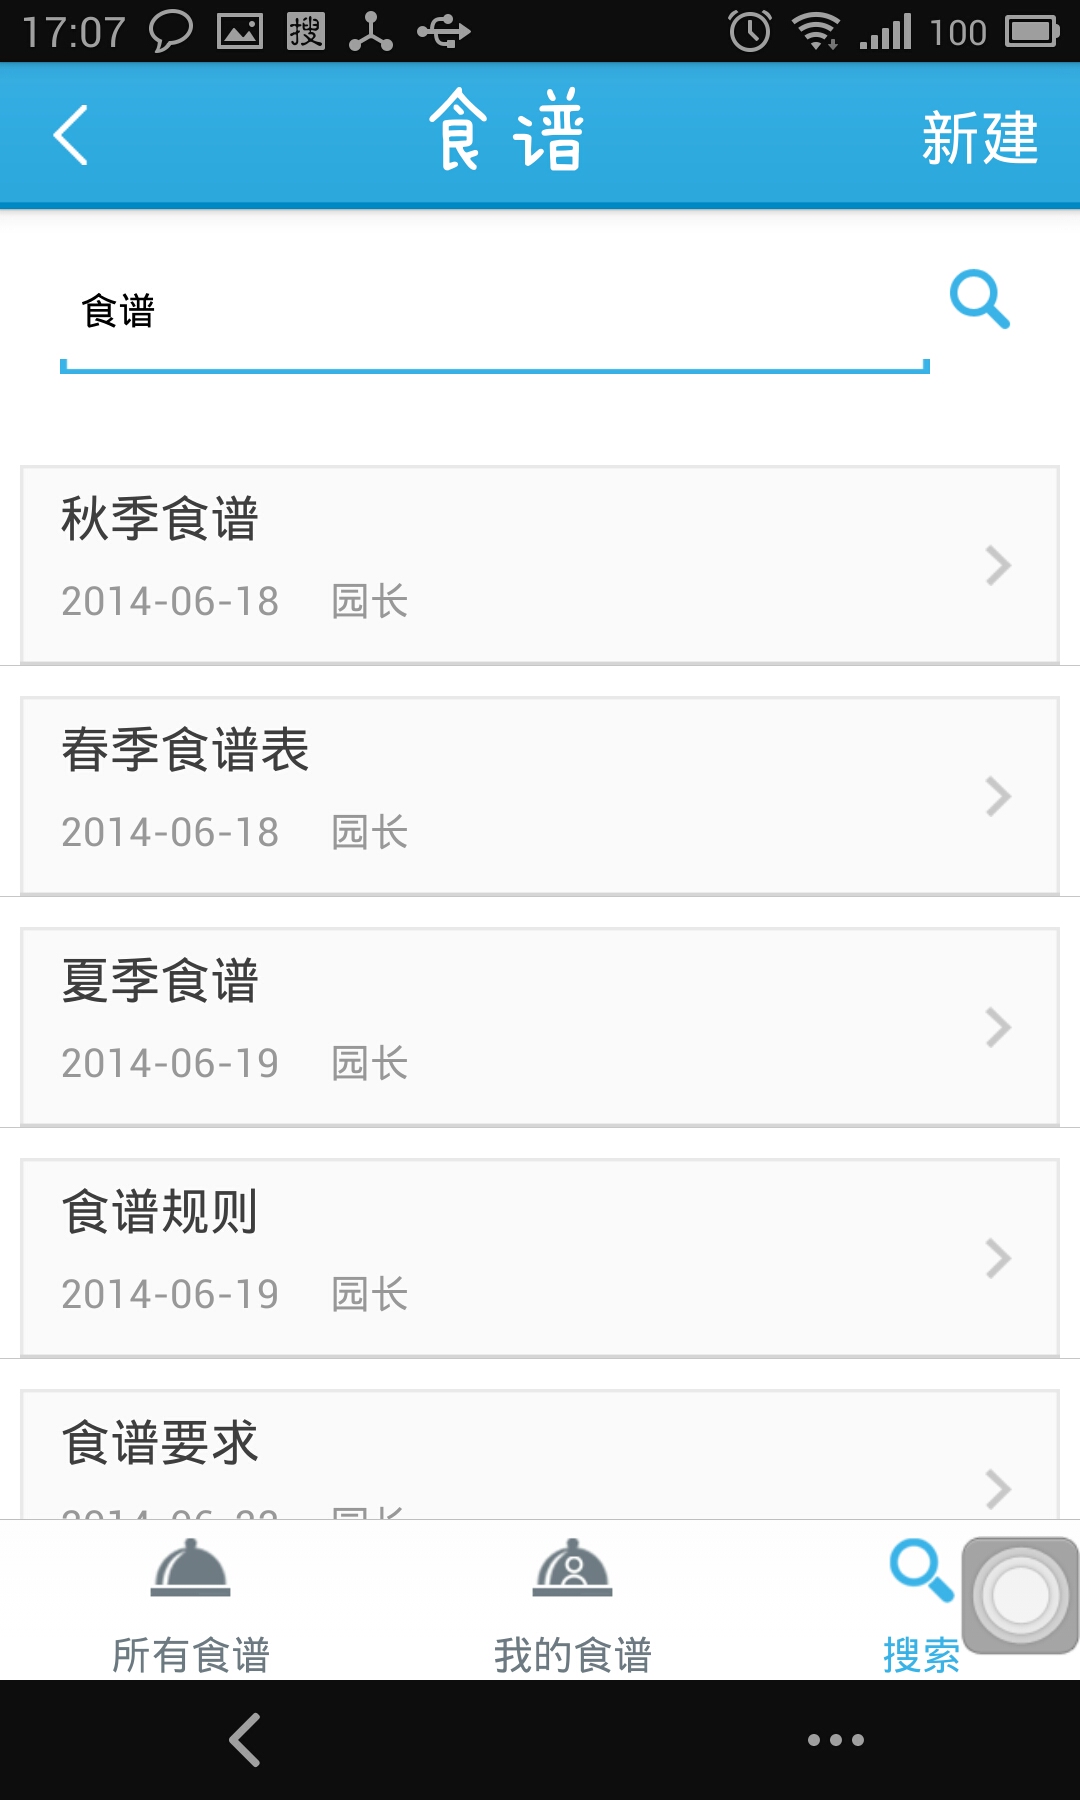 17:07 搜 100
食谱 新建
食谱
秋季食谱
2014-06-18 园长
春季食谱表
2014-06-18 园长
夏季食谱
2014-06-19 园长
食谱规则
2014-06-19 园长
食谱要求
所有食谱 我的食谱 搜索